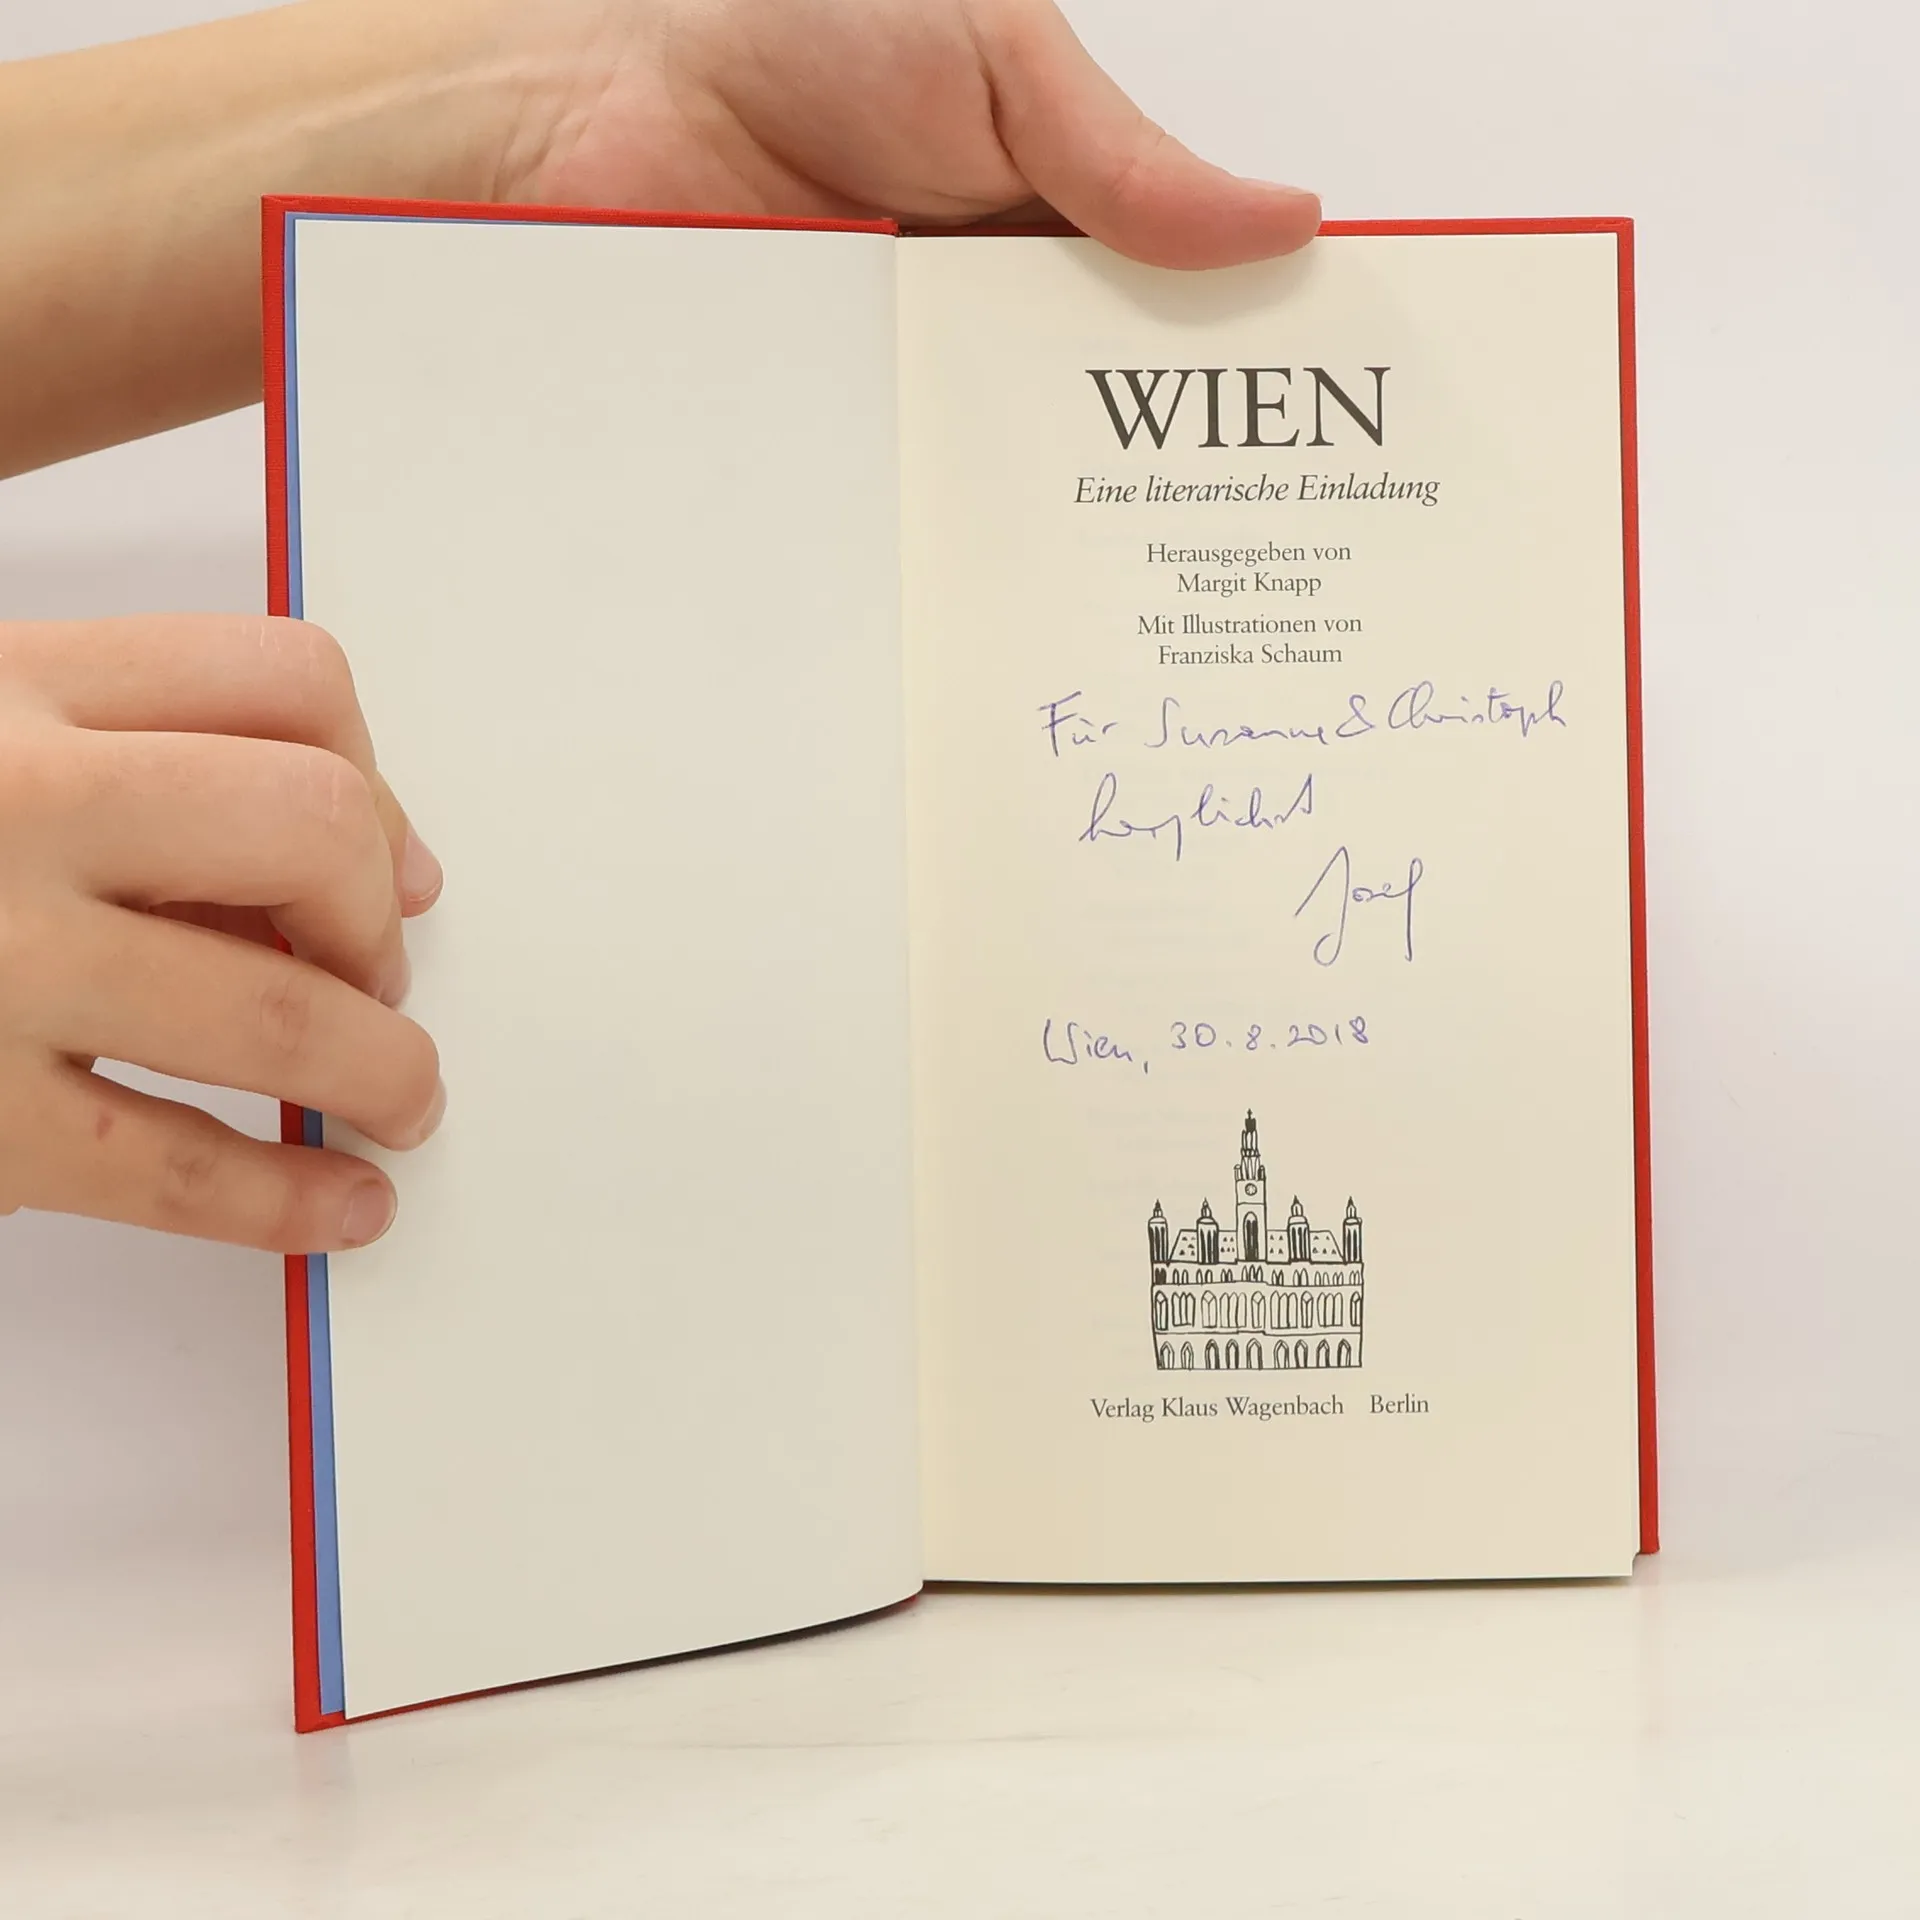 WIEN
Eine literarische Einladung
Herausgegeben von
Margit Knapp
Mit Illustrationen von
Franziska Schaum
Für Susanne & Christoph
herzlichst
Josef
Wien, 30.8.2018
Verlag Klaus Wagenbach Berlin